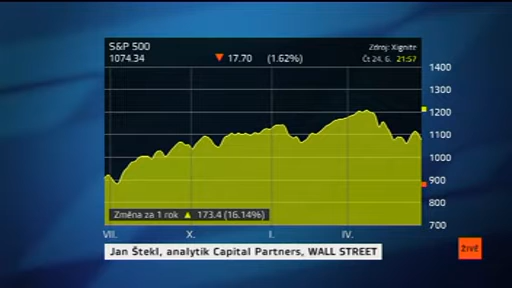 S&P 500
Zdroj: Xignite
1074.34 ▼ 17.70 (1.62%)
Čt 24. 6. 21:57
1400
1300
1200
1100
1000
900
800
700
Změna za 1 rok ▲ 173.4 (16.14%)
VII. X. I. IV.
Jan Štekl, analytik Capital Partners, WALL STREET
ŽIVĚ